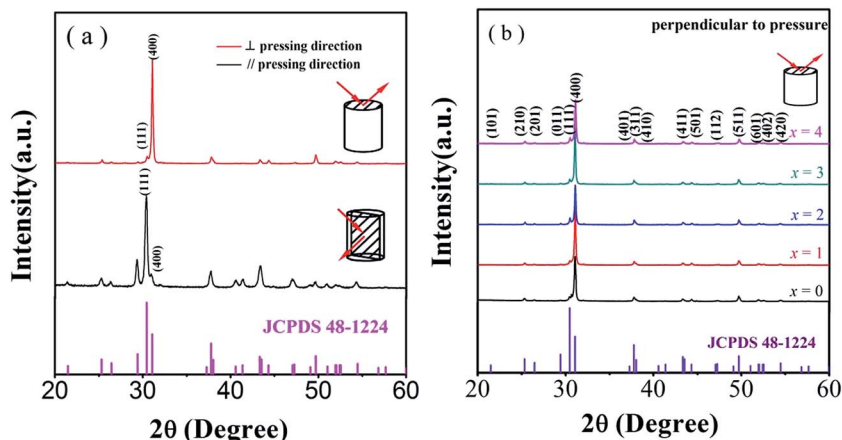 ( a )
(400)
⊥ pressing direction
// pressing direction
(111)
(111)
(400)
JCPDS 48-1224
Intensity(a.u.)
20 30 40 50 60
2θ (Degree)
( b )
perpendicular to pressure
(400)
(101) (210) (201) (011) (111) (401) (311) (410) (411) (501) (112) (511) (601) (402) (420)
x = 4
x = 3
x = 2
x = 1
x = 0
JCPDS 48-1224
Intensity(a.u.)
20 30 40 50 60
2θ (Degree)